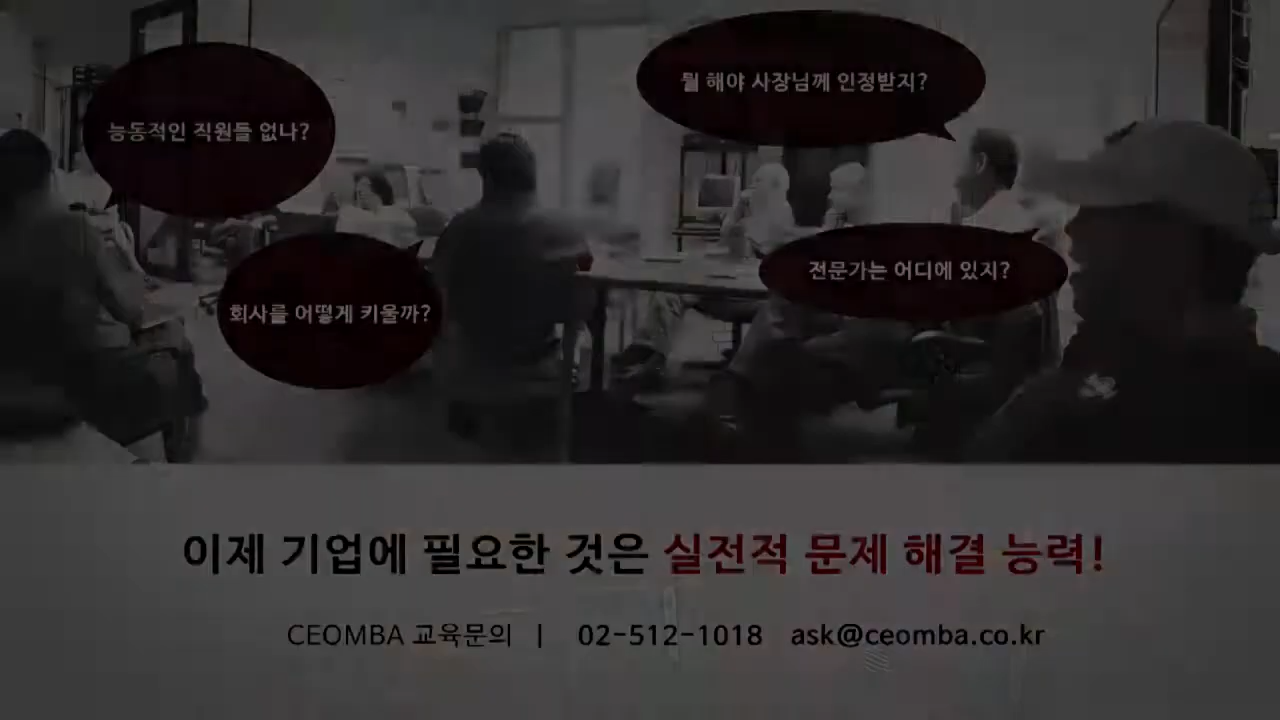 뭘 해야 사장님께 인정받지?
능동적인 직원들 없나?
전문가는 어디에 있지?
회사를 어떻게 키울까?
이제 기업에 필요한 것은 실전적 문제 해결 능력!
CEOMBA 교육문의 | 02-512-1018 ask@ceomba.co.kr